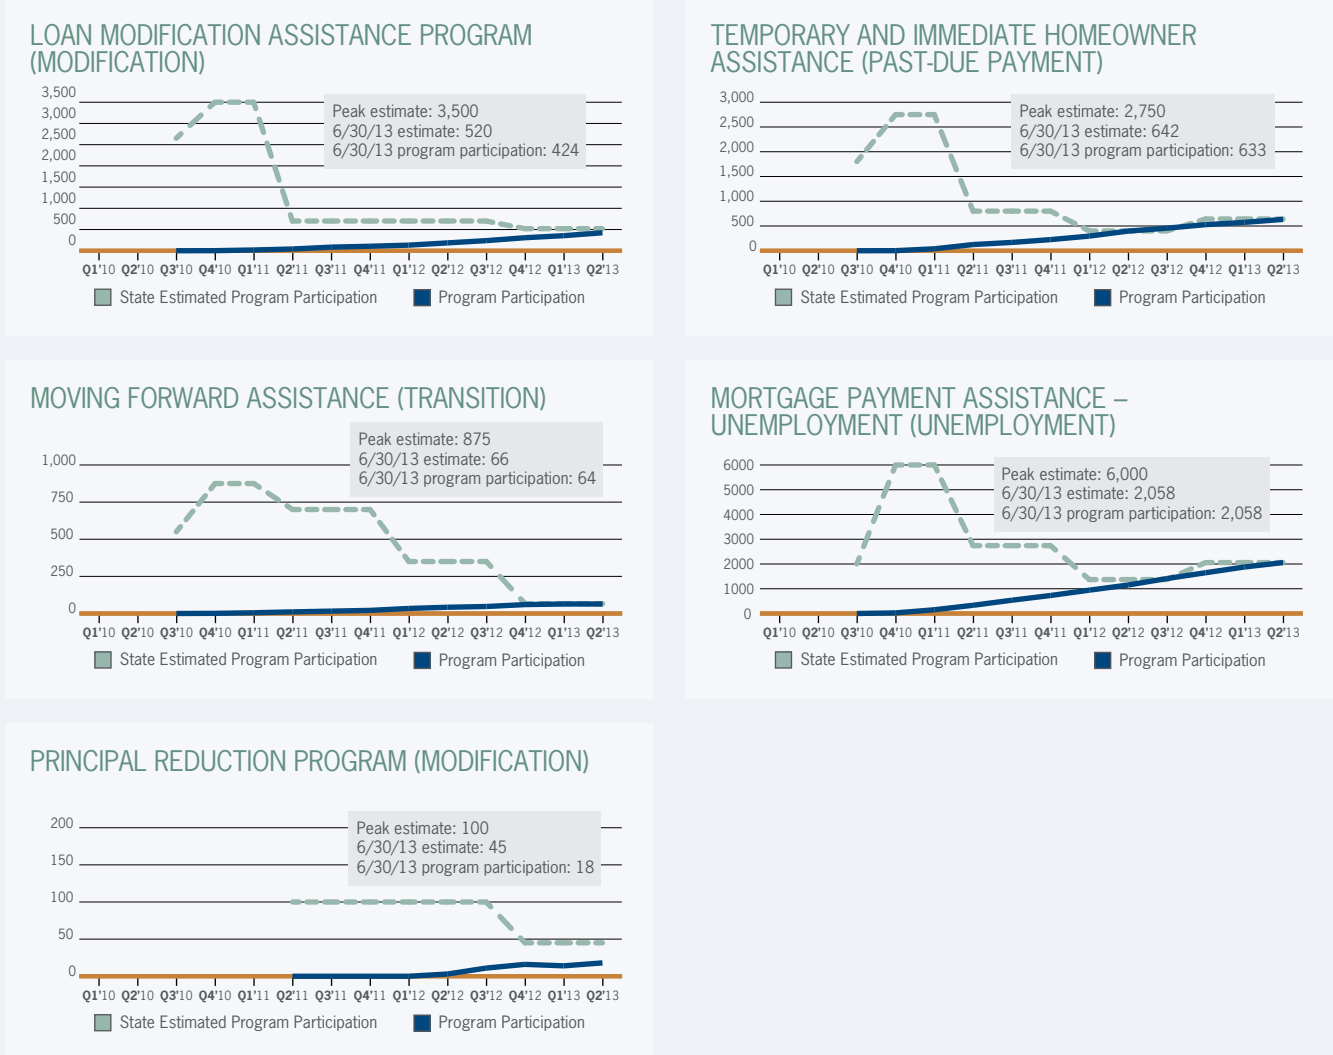 LOAN MODIFICATION ASSISTANCE PROGRAM
(MODIFICATION)
3,500
3,000
2,500
2,000
1,500
1,000
500
0
Peak estimate: 3,500
6/30/13 estimate: 520
6/30/13 program participation: 424
Q1'10 Q2'10 Q3'10 Q4'10 Q1'11 Q2'11 Q3'11 Q4'11 Q1'12 Q2'12 Q3'12 Q4'12 Q1'13 Q2'13
State Estimated Program Participation Program Participation
TEMPORARY AND IMMEDIATE HOMEOWNER
ASSISTANCE (PAST-DUE PAYMENT)
3,000
2,500
2,000
1,500
1,000
500
0
Peak estimate: 2,750
6/30/13 estimate: 642
6/30/13 program participation: 633
Q1'10 Q2'10 Q3'10 Q4'10 Q1'11 Q2'11 Q3'11 Q4'11 Q1'12 Q2'12 Q3'12 Q4'12 Q1'13 Q2'13
State Estimated Program Participation Program Participation
MOVING FORWARD ASSISTANCE (TRANSITION)
1,000
750
500
250
0
Peak estimate: 875
6/30/13 estimate: 66
6/30/13 program participation: 64
Q1'10 Q2'10 Q3'10 Q4'10 Q1'11 Q2'11 Q3'11 Q4'11 Q1'12 Q2'12 Q3'12 Q4'12 Q1'13 Q2'13
State Estimated Program Participation Program Participation
MORTGAGE PAYMENT ASSISTANCE –
UNEMPLOYMENT (UNEMPLOYMENT)
6000
5000
4000
3000
2000
1000
0
Peak estimate: 6,000
6/30/13 estimate: 2,058
6/30/13 program participation: 2,058
Q1'10 Q2'10 Q3'10 Q4'10 Q1'11 Q2'11 Q3'11 Q4'11 Q1'12 Q2'12 Q3'12 Q4'12 Q1'13 Q2'13
State Estimated Program Participation Program Participation
PRINCIPAL REDUCTION PROGRAM (MODIFICATION)
200
150
100
50
0
Peak estimate: 100
6/30/13 estimate: 45
6/30/13 program participation: 18
Q1'10 Q2'10 Q3'10 Q4'10 Q1'11 Q2'11 Q3'11 Q4'11 Q1'12 Q2'12 Q3'12 Q4'12 Q1'13 Q2'13
State Estimated Program Participation Program Participation